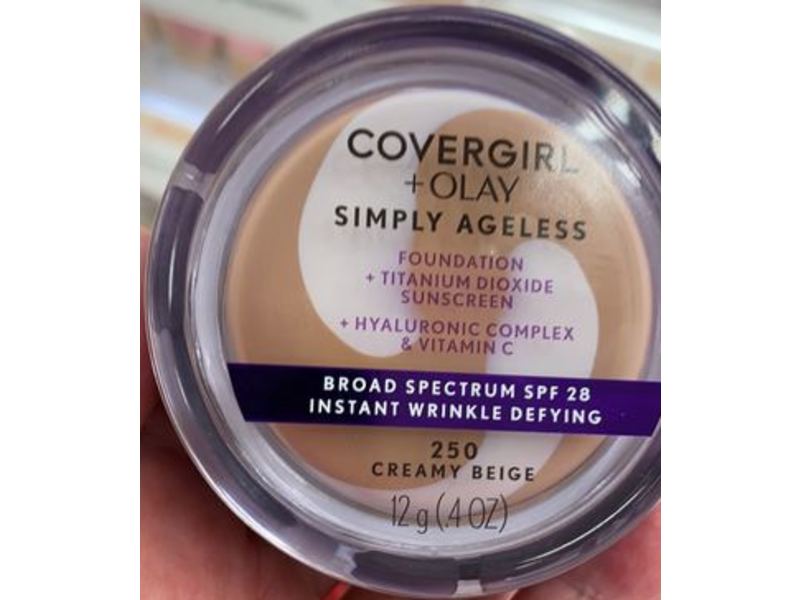 COVERGIRL
+OLAY
SIMPLY AGELESS
FOUNDATION
+ TITANIUM DIOXIDE
SUNSCREEN
+ HYALURONIC COMPLEX
& VITAMIN C
BROAD SPECTRUM SPF 28
INSTANT WRINKLE DEFYING
250
CREAMY BEIGE
12 g (.4 OZ)